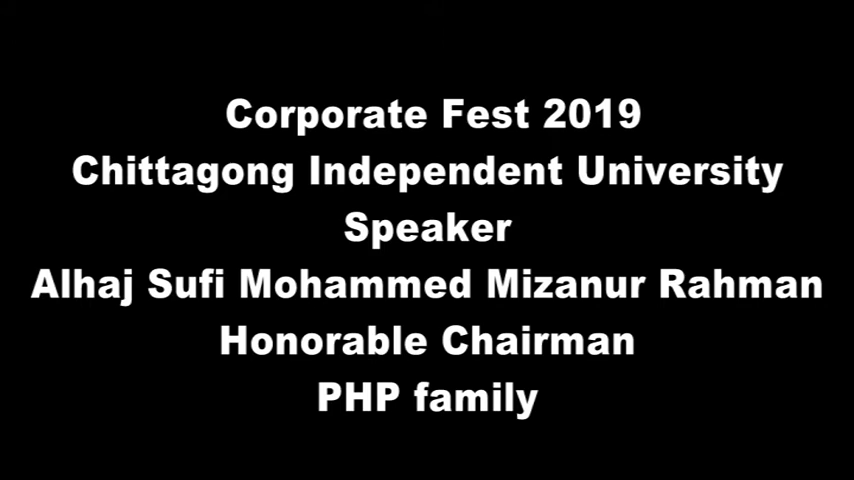 Corporate Fest 2019
Chittagong Independent University
Speaker
Alhaj Sufi Mohammed Mizanur Rahman
Honorable Chairman
PHP family